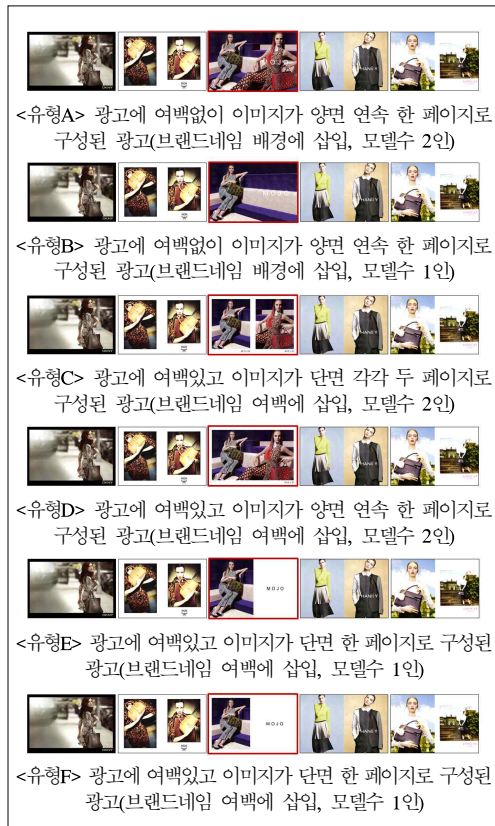 <유형A> 광고에 여백없이 이미지가 양면 연속 한 페이지로
구성된 광고(브랜드네임 배경에 삽입, 모델수 2인)
HANEY
<유형B> 광고에 여백없이 이미지가 양면 연속 한 페이지로
구성된 광고(브랜드네임 배경에 삽입, 모델수 1인)
HANEY
<유형C> 광고에 여백있고 이미지가 단면 각각 두 페이지로
구성된 광고(브랜드네임 여백에 삽입, 모델수 2인)
HANEY
<유형D> 광고에 여백있고 이미지가 양면 연속 한 페이지로
구성된 광고(브랜드네임 여백에 삽입, 모델수 2인)
MOJO
HANEY
<유형E> 광고에 여백있고 이미지가 단면 한 페이지로 구성된
광고(브랜드네임 여백에 삽입, 모델수 1인)
MOJO
HANEY
<유형F> 광고에 여백있고 이미지가 단면 한 페이지로 구성된
광고(브랜드네임 여백에 삽입, 모델수 1인)